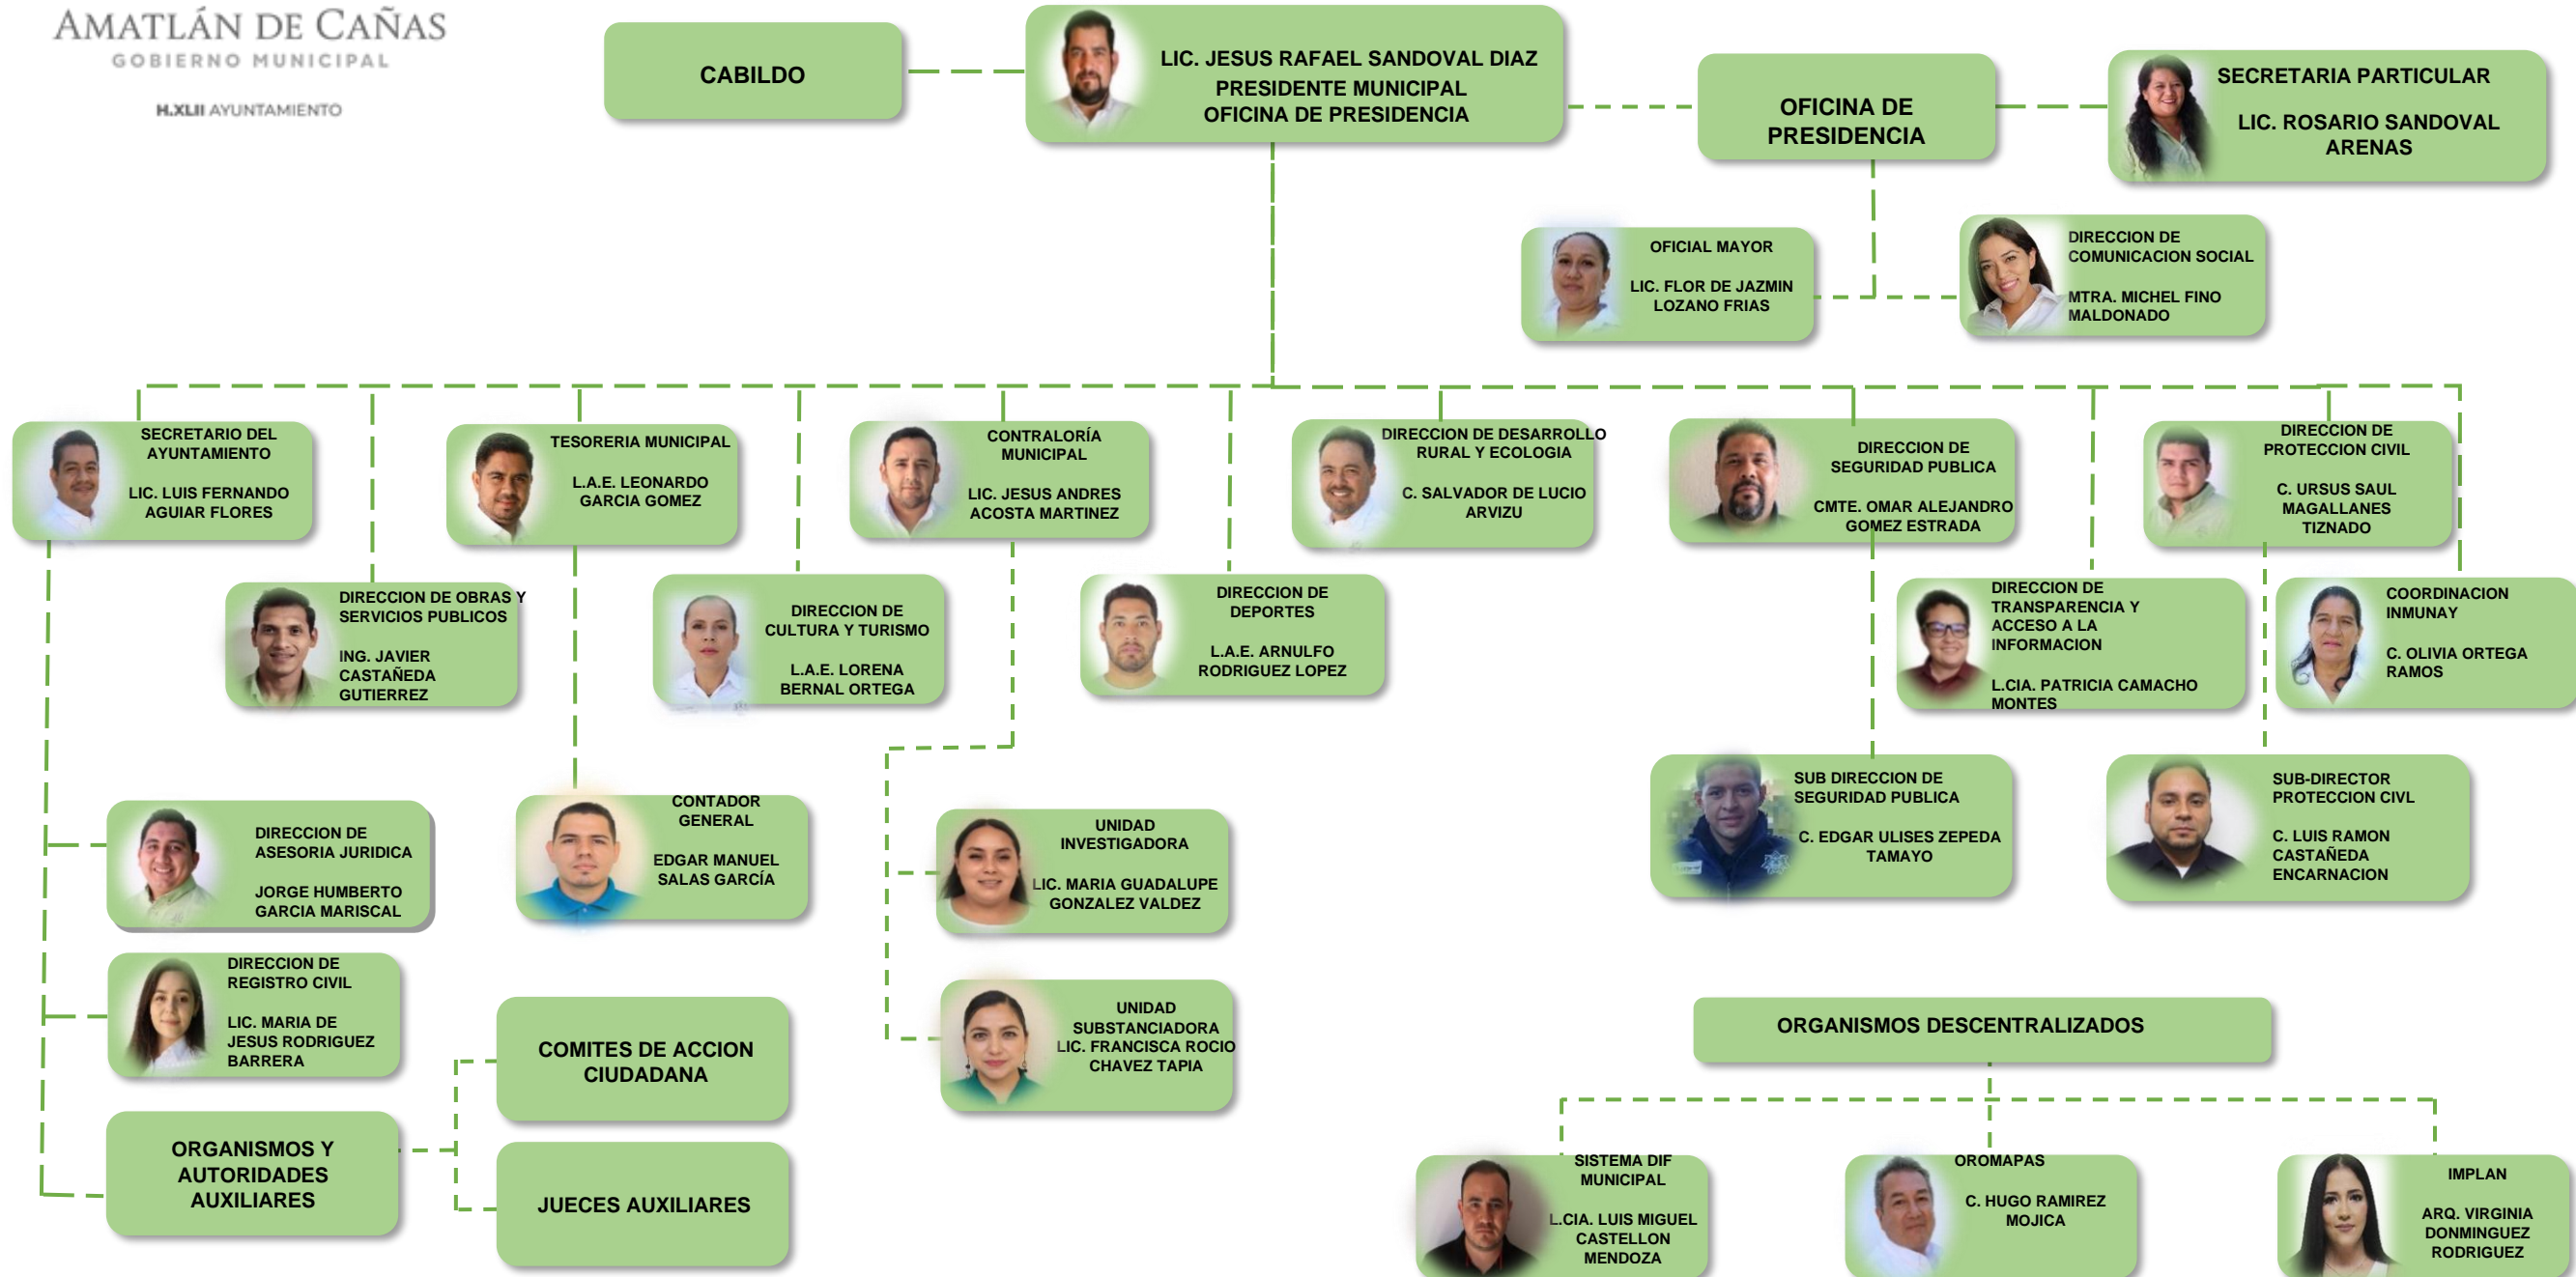 AMATLÁN DE CAÑAS
GOBIERNO MUNICIPAL
H.XLII AYUNTAMIENTO
CABILDO
LIC. JESUS RAFAEL SANDOVAL DIAZ
PRESIDENTE MUNICIPAL
OFICINA DE PRESIDENCIA
OFICINA DE
PRESIDENCIA
SECRETARIA PARTICULAR
LIC. ROSARIO SANDOVAL
ARENAS
OFICIAL MAYOR
LIC. FLOR DE JAZMIN
LOZANO FRIAS
DIRECCION DE
COMUNICACION SOCIAL
MTRA. MICHEL FINO
MALDONADO
SECRETARIO DEL
AYUNTAMIENTO
LIC. LUIS FERNANDO
AGUIAR FLORES
TESORERIA MUNICIPAL
L.A.E. LEONARDO
GARCIA GOMEZ
CONTRALORÍA
MUNICIPAL
LIC. JESUS ANDRES
ACOSTA MARTINEZ
DIRECCION DE DESARROLLO
RURAL Y ECOLOGIA
C. SALVADOR DE LUCIO
ARVIZU
DIRECCION DE
SEGURIDAD PUBLICA
CMTE. OMAR ALEJANDRO
GOMEZ ESTRADA
DIRECCION DE
PROTECCION CIVIL
C. URSUS SAUL
MAGALLANES
TIZNADO
DIRECCION DE OBRAS Y
SERVICIOS PUBLICOS
ING. JAVIER
CASTAÑEDA
GUTIERREZ
DIRECCION DE
CULTURA Y TURISMO
L.A.E. LORENA
BERNAL ORTEGA
DIRECCION DE
DEPORTES
L.A.E. ARNULFO
RODRIGUEZ LOPEZ
DIRECCION DE
TRANSPARENCIA Y
ACCESO A LA
INFORMACION
L.CIA. PATRICIA CAMACHO
MONTES
COORDINACION
INMUNAY
C. OLIVIA ORTEGA
RAMOS
DIRECCION DE
ASESORIA JURIDICA
JORGE HUMBERTO
GARCIA MARISCAL
CONTADOR
GENERAL
EDGAR MANUEL
SALAS GARCÍA
UNIDAD
INVESTIGADORA
LIC. MARIA GUADALUPE
GONZALEZ VALDEZ
SUB DIRECCION DE
SEGURIDAD PUBLICA
C. EDGAR ULISES ZEPEDA
TAMAYO
SUB-DIRECTOR
PROTECCION CIVL
C. LUIS RAMON
CASTAÑEDA
ENCARNACION
DIRECCION DE
REGISTRO CIVIL
LIC. MARIA DE
JESUS RODRIGUEZ
BARRERA
UNIDAD
SUBSTANCIADORA
LIC. FRANCISCA ROCIO
CHAVEZ TAPIA
COMITES DE ACCION
CIUDADANA
ORGANISMOS Y
AUTORIDADES
AUXILIARES
JUECES AUXILIARES
ORGANISMOS DESCENTRALIZADOS
SISTEMA DIF
MUNICIPAL
L.CIA. LUIS MIGUEL
CASTELLON
MENDOZA
OROMAPAS
C. HUGO RAMIREZ
MOJICA
IMPLAN
ARQ. VIRGINIA
DONMINGUEZ
RODRIGUEZ